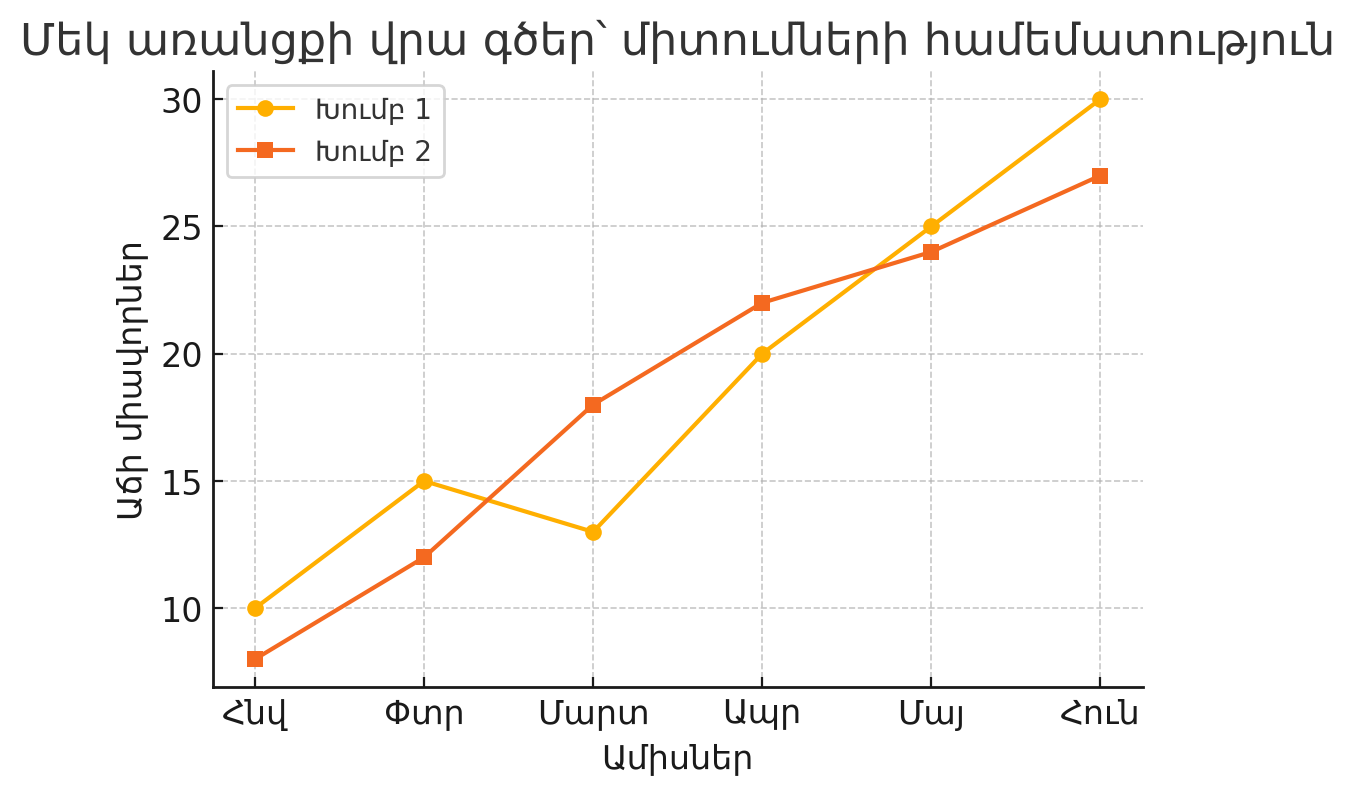 Մեկ առանցքի վրա գծեր՝ միտումների համեմատություն
Խումբ 1
Խումբ 2
Աճի միավորներ
30
25
20
15
10
Հնվ Փտր Մարտ Ապր Մայ Հուն
Ամիսներ